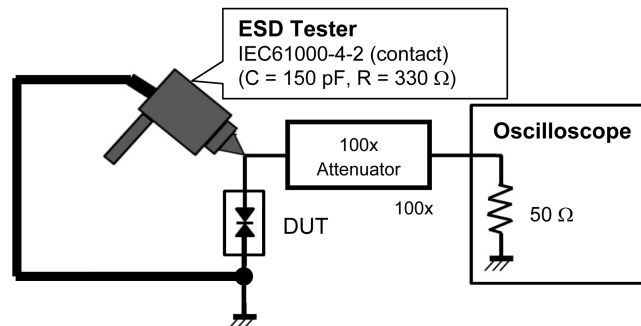 ESD Tester
IEC61000-4-2 (contact)
(C = 150 pF, R = 330 Ω)
Oscilloscope
100x
Attenuator
100x
50 Ω
DUT